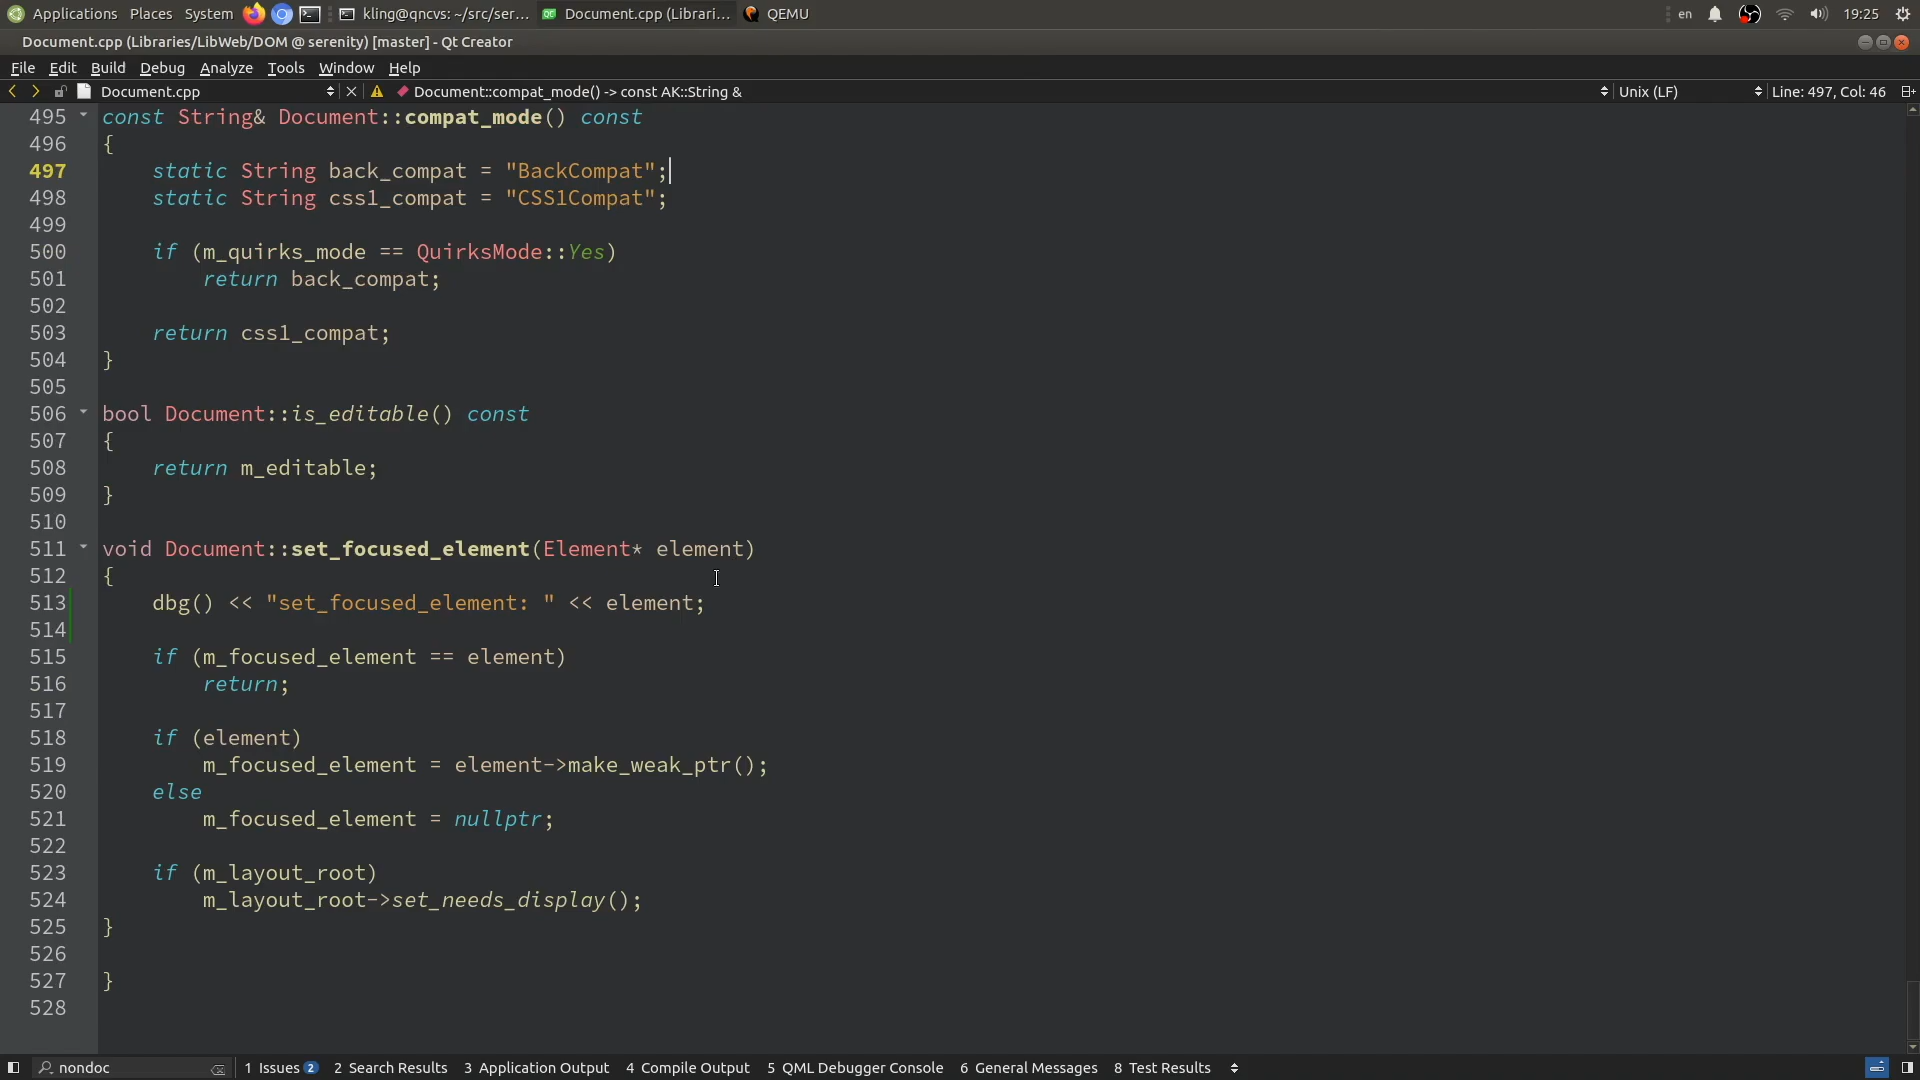 Applications Places System kling@qncvs: ~/src/ser... Document.cpp (Librari... QEMU en 19:25
Document.cpp (Libraries/LibWeb/DOM @ serenity) [master] - Qt Creator
File Edit Build Debug Analyze Tools Window Help
Document.cpp Document::compat_mode() -> const AK::String & Unix (LF) Line: 497, Col: 46
495 const String& Document::compat_mode() const
496 {
497     static String back_compat = "BackCompat";
498     static String css1_compat = "CSS1Compat";
499
500     if (m_quirks_mode == QuirksMode::Yes)
501         return back_compat;
502
503     return css1_compat;
504 }
505
506 bool Document::is_editable() const
507 {
508     return m_editable;
509 }
510
511 void Document::set_focused_element(Element* element)
512 {
513     dbg() << "set_focused_element: " << element;
514
515     if (m_focused_element == element)
516         return;
517
518     if (element)
519         m_focused_element = element->make_weak_ptr();
520     else
521         m_focused_element = nullptr;
522
523     if (m_layout_root)
524         m_layout_root->set_needs_display();
525 }
526
527 }
528
nondoc 1 Issues 2 2 Search Results 3 Application Output 4 Compile Output 5 QML Debugger Console 6 General Messages 8 Test Results